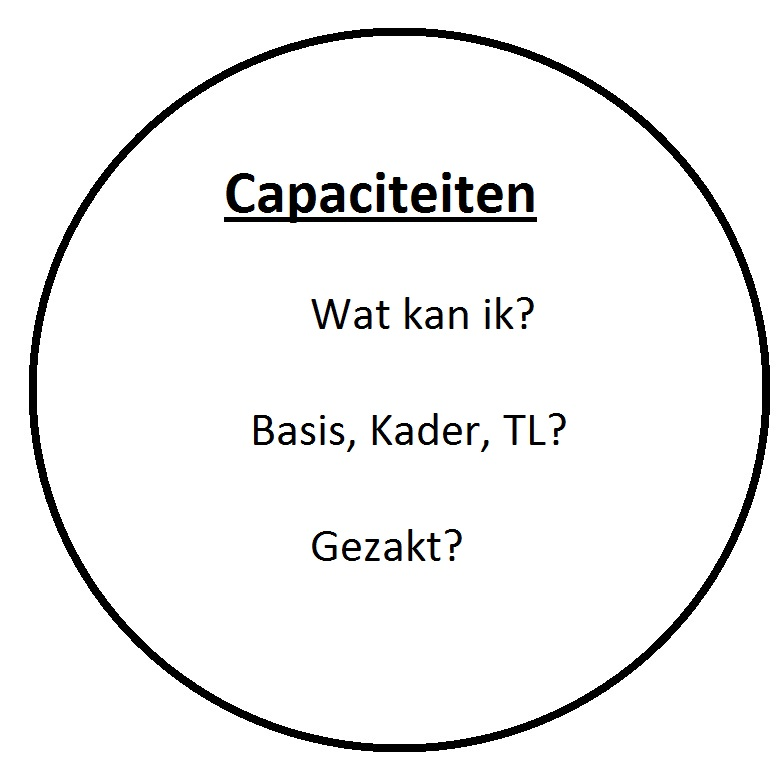 Capaciteiten
Wat kan ik?
Basis, Kader, TL?
Gezakt?